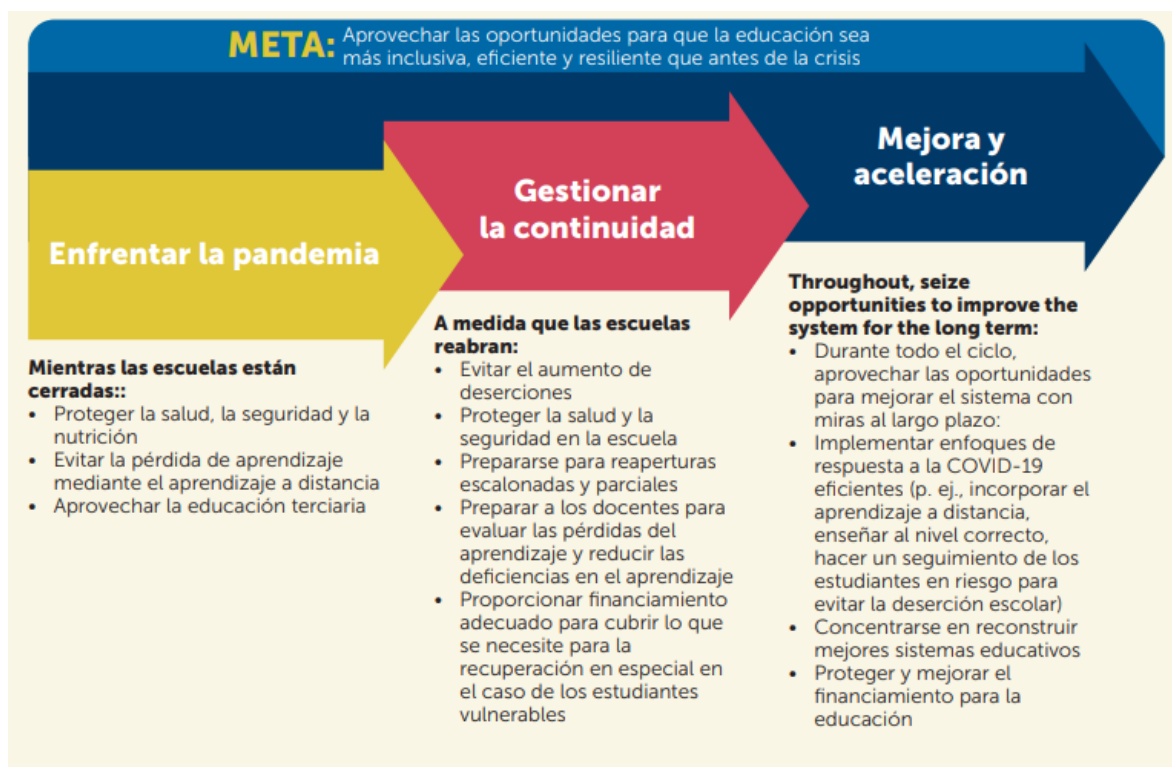 META: Aprovechar las oportunidades para que la educación sea
más inclusiva, eficiente y resiliente que antes de la crisis
Enfrentar la pandemia
Mientras las escuelas están
cerradas::
• Proteger la salud, la seguridad y la
nutrición
• Evitar la pérdida de aprendizaje
mediante el aprendizaje a distancia
• Aprovechar la educación terciaria
Gestionar
la continuidad
A medida que las escuelas
reabran:
• Evitar el aumento de
deserciones
• Proteger la salud y la
seguridad en la escuela
• Prepararse para reaperturas
escalonadas y parciales
• Preparar a los docentes para
evaluar las pérdidas del
aprendizaje y reducir las
deficiencias en el aprendizaje
• Proporcionar financiamiento
adecuado para cubrir lo que
se necesite para la
recuperación en especial en
el caso de los estudiantes
vulnerables
Mejora y
aceleración
Throughout, seize
opportunities to improve the
system for the long term:
• Durante todo el ciclo,
aprovechar las oportunidades
para mejorar el sistema con
miras al largo plazo:
• Implementar enfoques de
respuesta a la COVID-19
eficientes (p. ej., incorporar el
aprendizaje a distancia,
enseñar al nivel correcto,
hacer un seguimiento de los
estudiantes en riesgo para
evitar la deserción escolar)
• Concentrarse en reconstruir
mejores sistemas educativos
• Proteger y mejorar el
financiamiento para la
educación